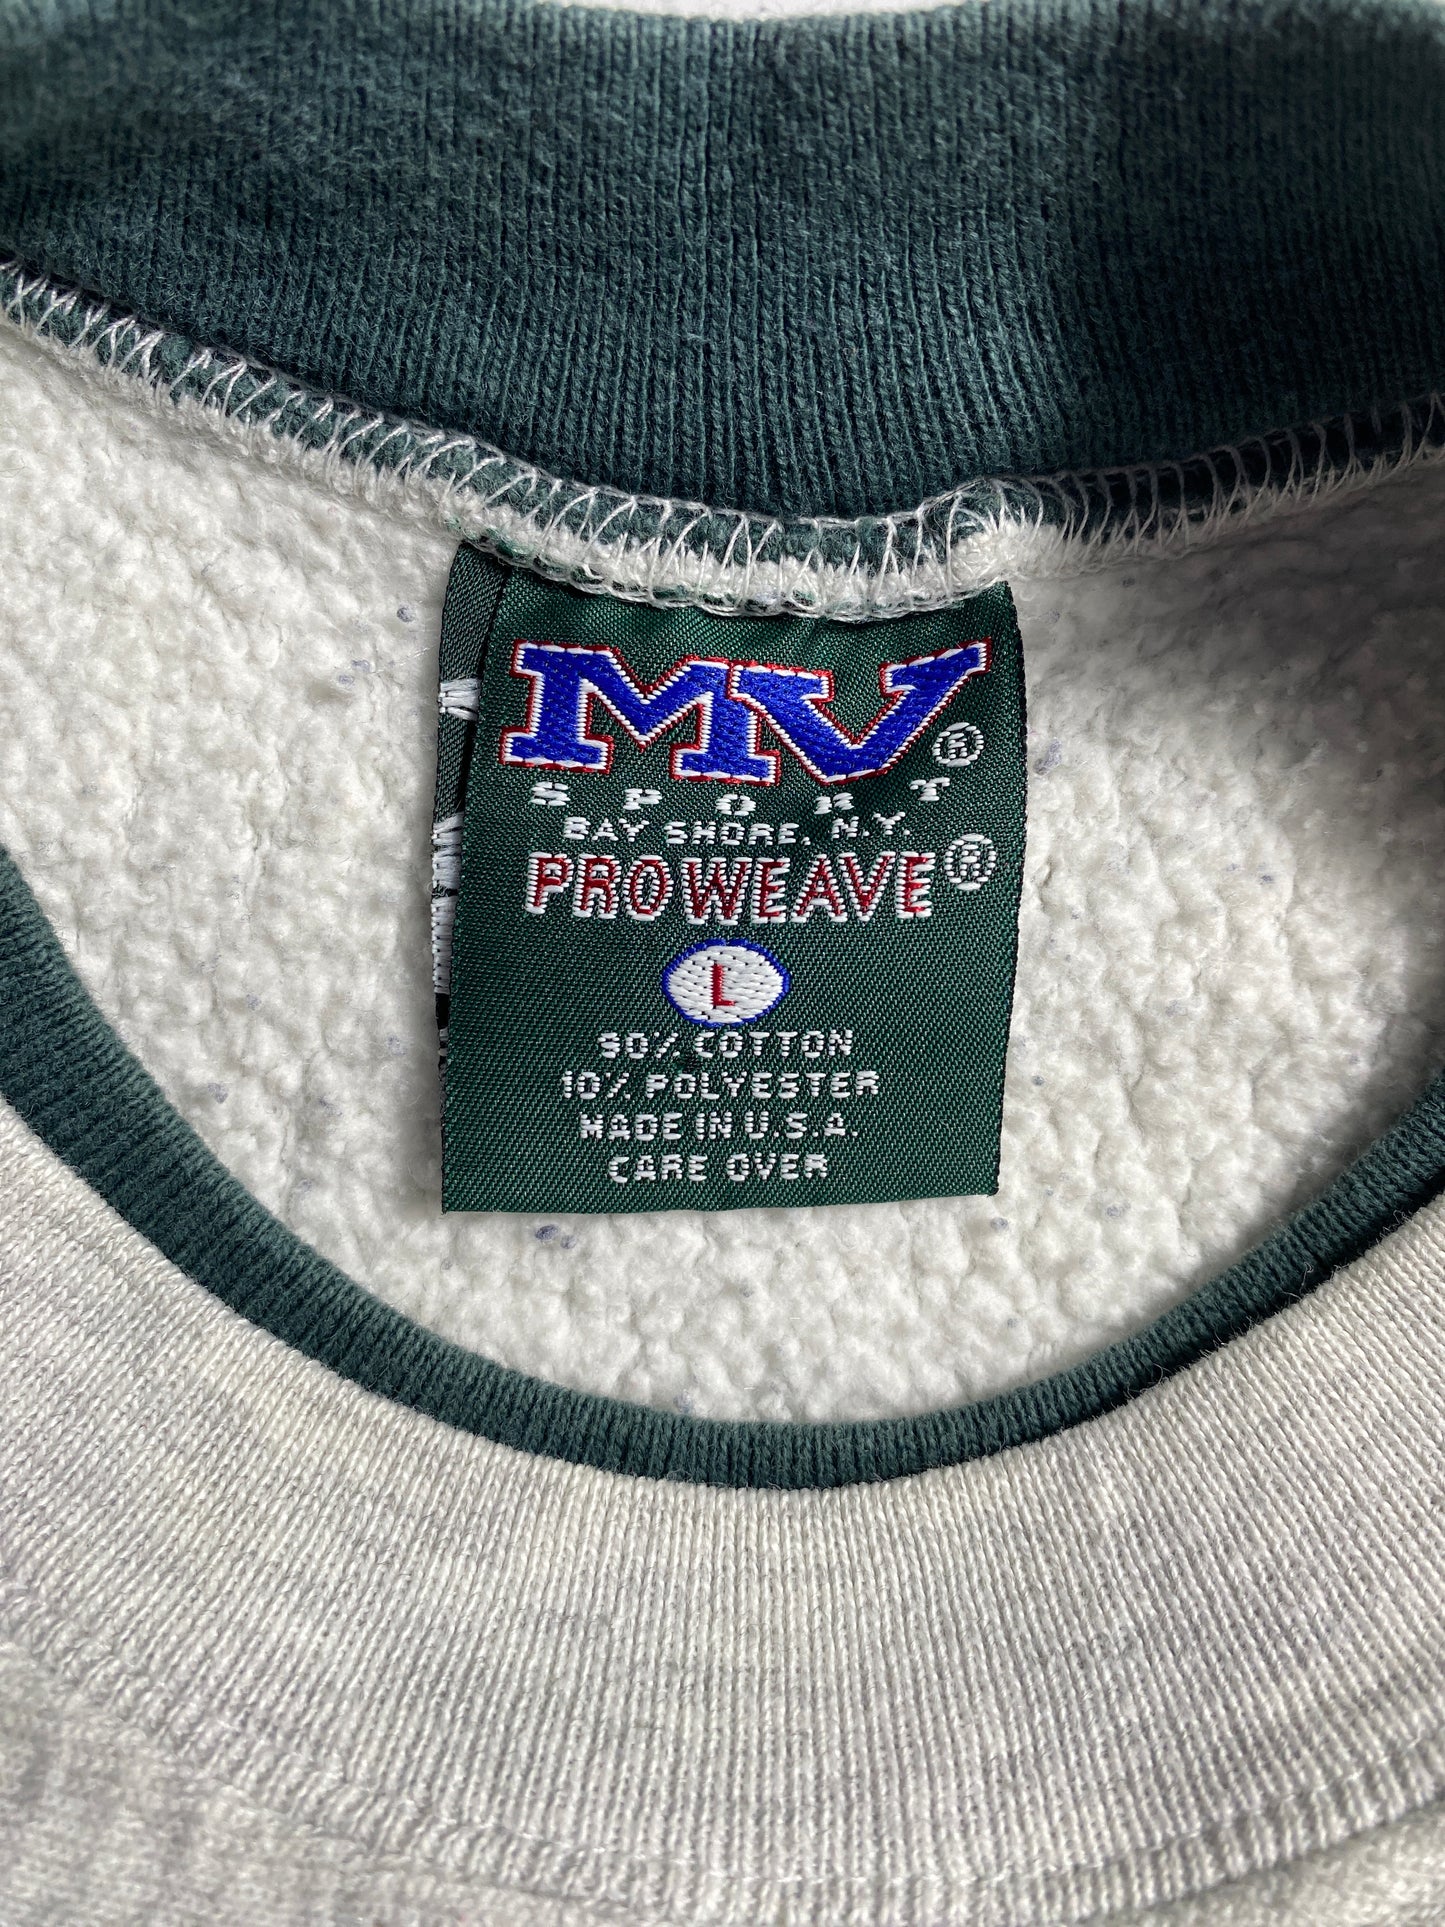 MV®
SPORT
BAY SHORE, N.Y.
PROWEAVE®
L
90% COTTON
10% POLYESTER
MADE IN U.S.A.
CARE OVER